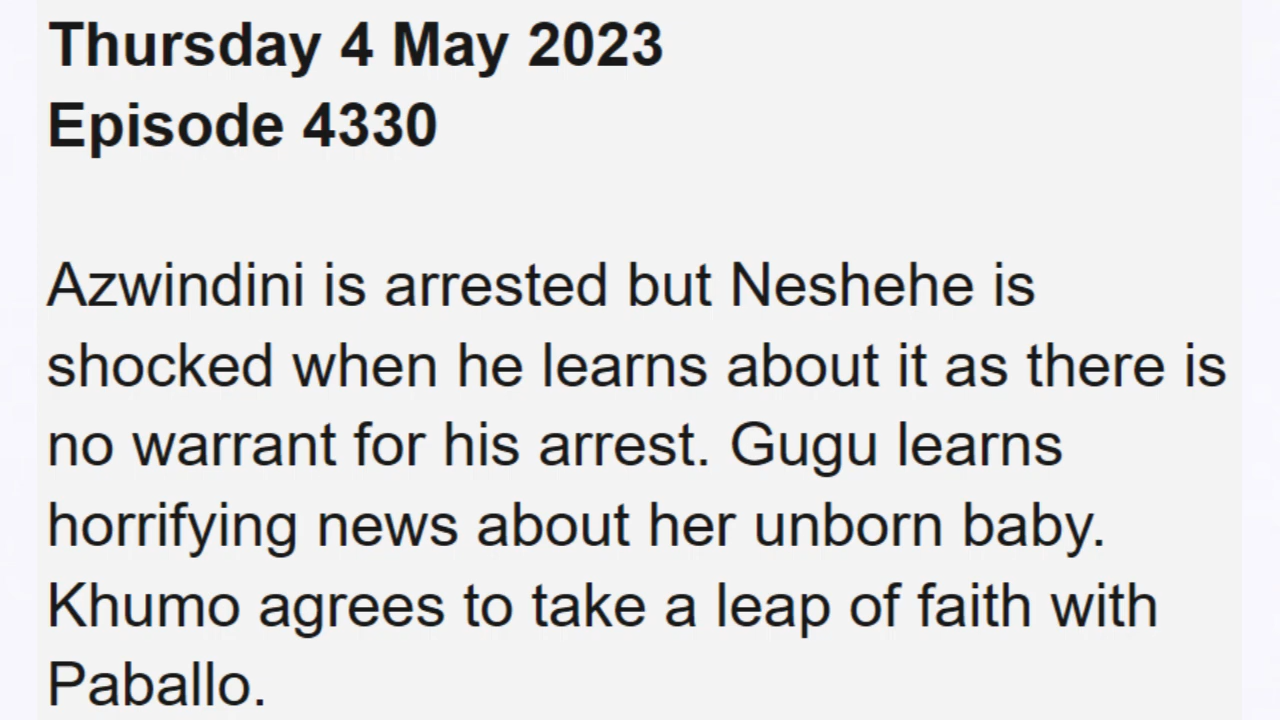 Thursday 4 May 2023
Episode 4330
Azwindini is arrested but Neshehe is
shocked when he learns about it as there is
no warrant for his arrest. Gugu learns
horrifying news about her unborn baby.
Khumo agrees to take a leap of faith with
Paballo.